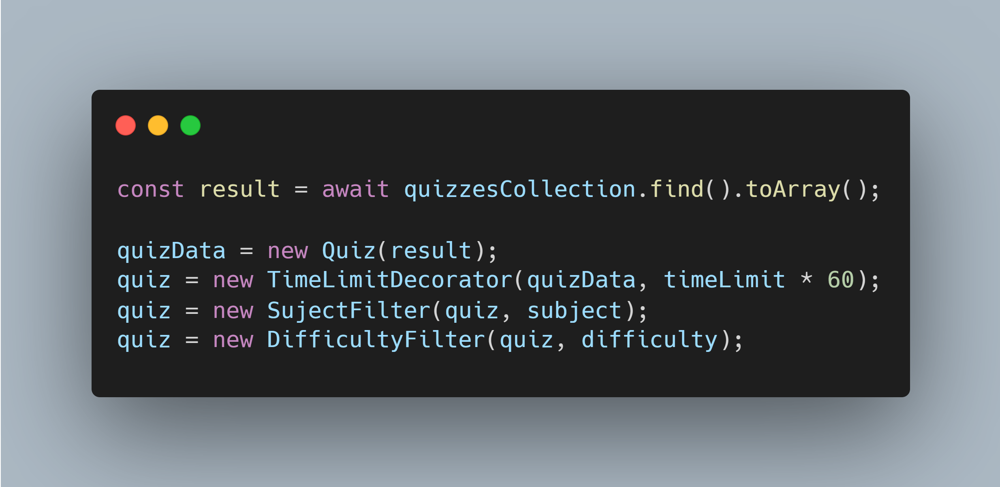 const result = await quizzesCollection.find().toArray();
quizData = new Quiz(result);
quiz = new TimeLimitDecorator(quizData, timeLimit * 60);
quiz = new SujectFilter(quiz, subject);
quiz = new DifficultyFilter(quiz, difficulty);